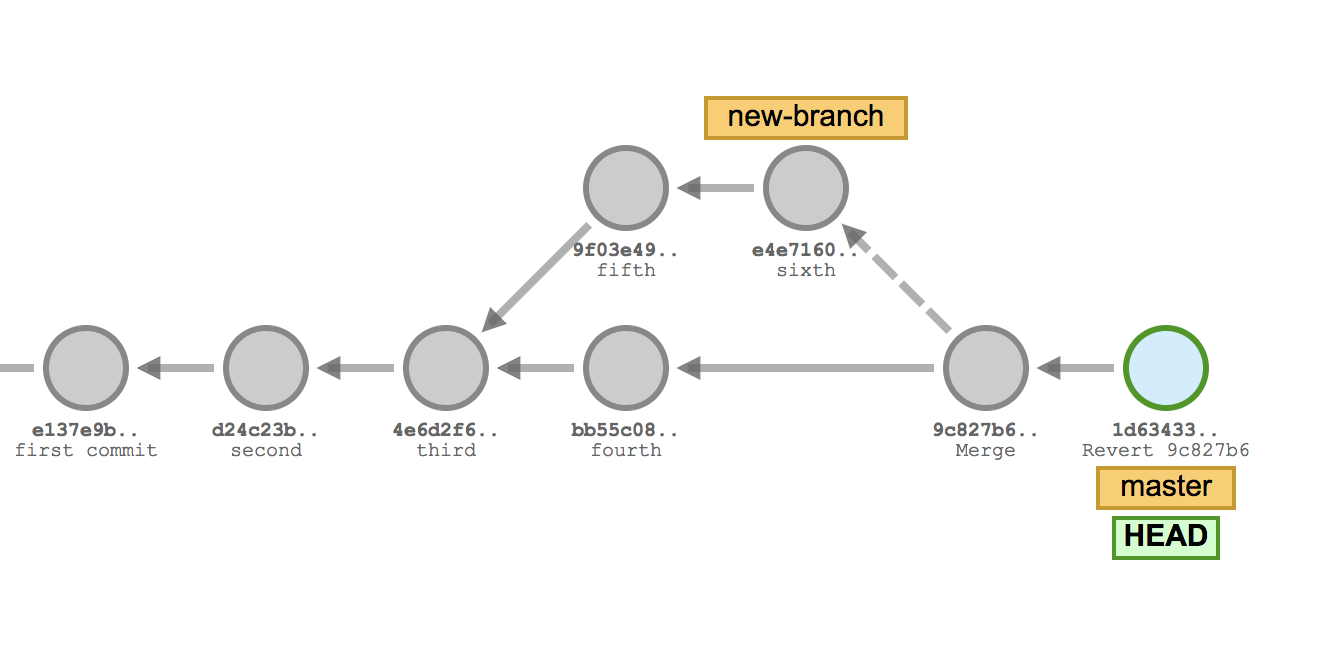 new-branch
9f03e49..
fifth
e4e7160..
sixth
e137e9b..
first commit
d24c23b..
second
4e6d2f6..
third
bb55c08..
fourth
9c827b6..
Merge
1d63433..
Revert 9c827b6
master
HEAD